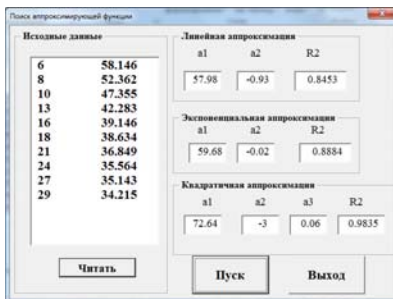 Поиск аппроксимирующей функции
Исходные данные
6 58.146
8 52.362
10 47.355
13 42.283
16 39.146
18 38.634
21 36.849
24 35.564
27 35.143
29 34.215
Читать
Линейная аппроксимация
a1 a2 R2
57.98 -0.93 0.8453
Экспоненциальная аппроксимация
a1 a2 R2
59.68 -0.02 0.8884
Квадратичная аппроксимация
a1 a2 a3 R2
72.64 -3 0.06 0.9835
Пуск Выход